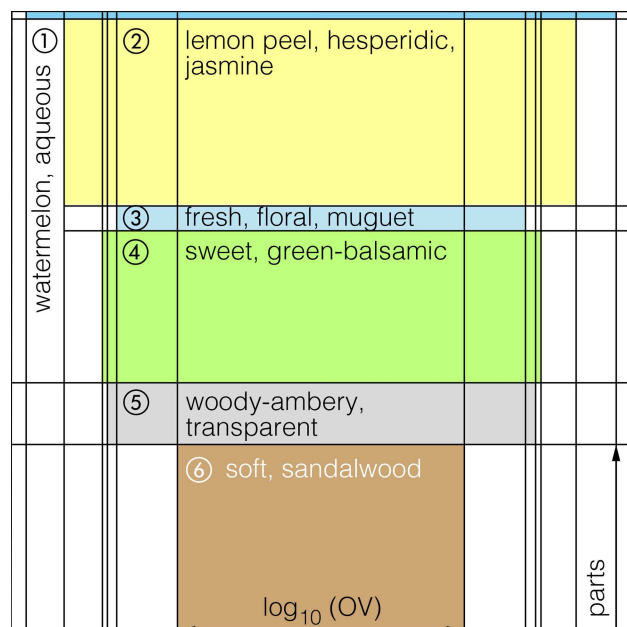 ① watermelon, aqueous
② lemon peel, hesperidic,
jasmine
③ fresh, floral, muguet
④ sweet, green-balsamic
⑤ woody-ambery,
transparent
⑥ soft, sandalwood
log₁₀ (OV)
parts